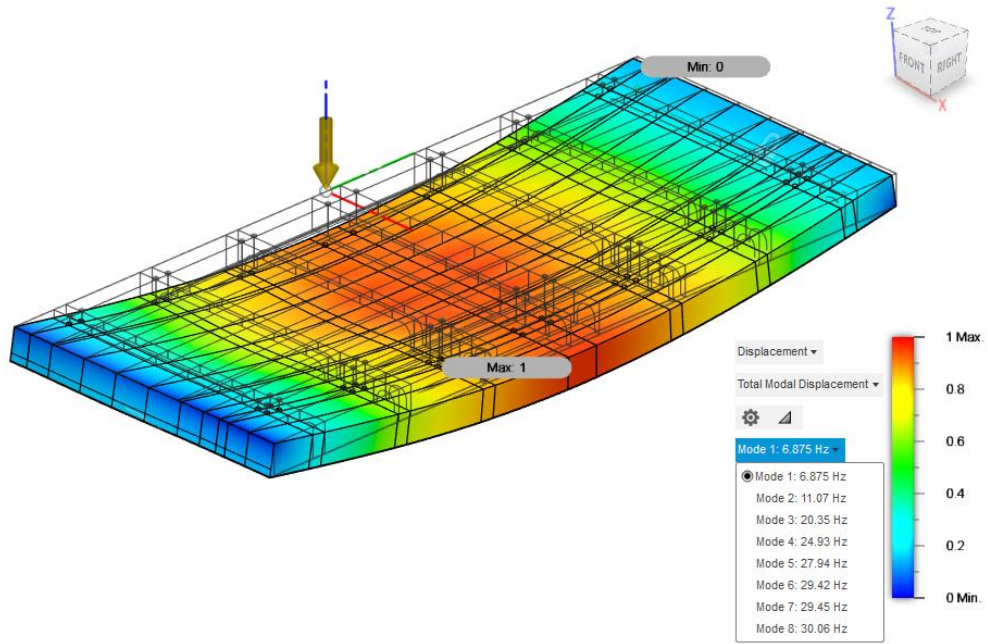 Z
TOP
FRONT
RIGHT
X
Min: 0
Max: 1
Displacement
Total Modal Displacement
Mode 1: 6.875 Hz
Mode 1: 6.875 Hz
Mode 2: 11.07 Hz
Mode 3: 20.35 Hz
Mode 4: 24.93 Hz
Mode 5: 27.94 Hz
Mode 6: 29.42 Hz
Mode 7: 29.45 Hz
Mode 8: 30.06 Hz
1 Max.
0.8
0.6
0.4
0.2
0 Min.